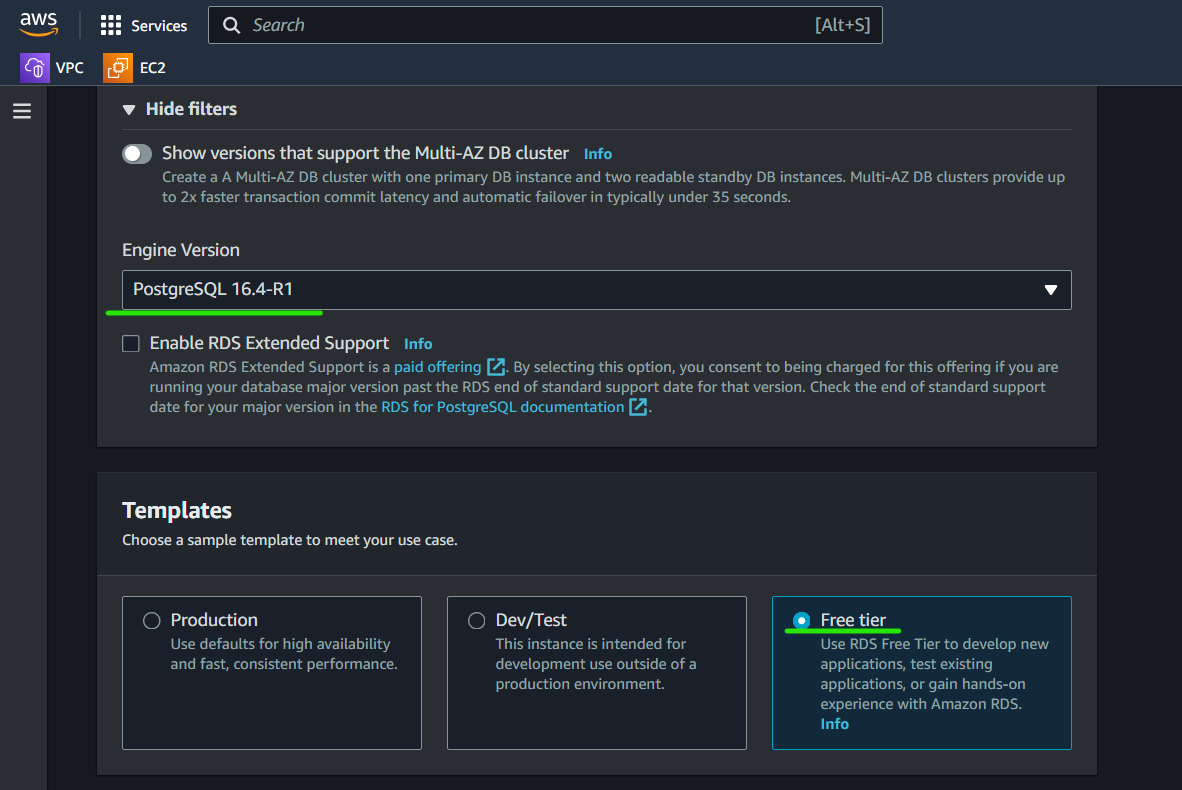 aws
Services
Search
[Alt+S]
VPC
EC2
Hide filters
Show versions that support the Multi-AZ DB cluster Info
Create a A Multi-AZ DB cluster with one primary DB instance and two readable standby DB instances. Multi-AZ DB clusters provide up
to 2x faster transaction commit latency and automatic failover in typically under 35 seconds.
Engine Version
PostgreSQL 16.4-R1
Enable RDS Extended Support Info
Amazon RDS Extended Support is a paid offering. By selecting this option, you consent to being charged for this offering if you are
running your database major version past the RDS end of standard support date for that version. Check the end of standard support
date for your major version in the RDS for PostgreSQL documentation.
Templates
Choose a sample template to meet your use case.
Production
Use defaults for high availability
and fast, consistent performance.
Dev/Test
This instance is intended for
development use outside of a
production environment.
Free tier
Use RDS Free Tier to develop new
applications, test existing
applications, or gain hands-on
experience with Amazon RDS.
Info